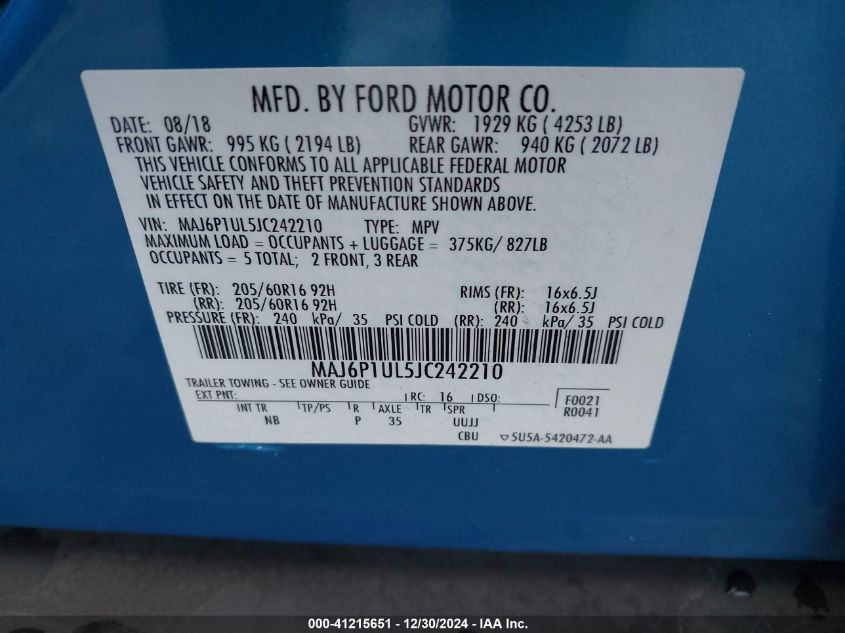 MFD. BY FORD MOTOR CO.
DATE: 08/18 GVWR: 1929 KG ( 4253 LB)
FRONT GAWR: 995 KG ( 2194 LB) REAR GAWR: 940 KG ( 2072 LB)
THIS VEHICLE CONFORMS TO ALL APPLICABLE FEDERAL MOTOR
VEHICLE SAFETY AND THEFT PREVENTION STANDARDS
IN EFFECT ON THE DATE OF MANUFACTURE SHOWN ABOVE.
VIN: MAJ6P1UL5JC242210 TYPE: MPV
MAXIMUM LOAD = OCCUPANTS + LUGGAGE = 375KG/ 827LB
OCCUPANTS = 5 TOTAL; 2 FRONT, 3 REAR
TIRE (FR): 205/60R16 92H RIMS (FR): 16x6.5J
(RR): 205/60R16 92H (RR): 16x6.5J
PRESSURE (FR): 240 kPa/ 35 PSI COLD (RR): 240 kPa/ 35 PSI COLD
MAJ6P1UL5JC242210
TRAILER TOWING - SEE OWNER GUIDE
EXT PNT: RC: 16 DSO: F0021
INT TR TP/PS R AXLE TR SPR R0041
NB P 35 UUJJ
CBU 5U5A-5420472-AA
000-41215651 - 12/30/2024 - IAA, Inc.